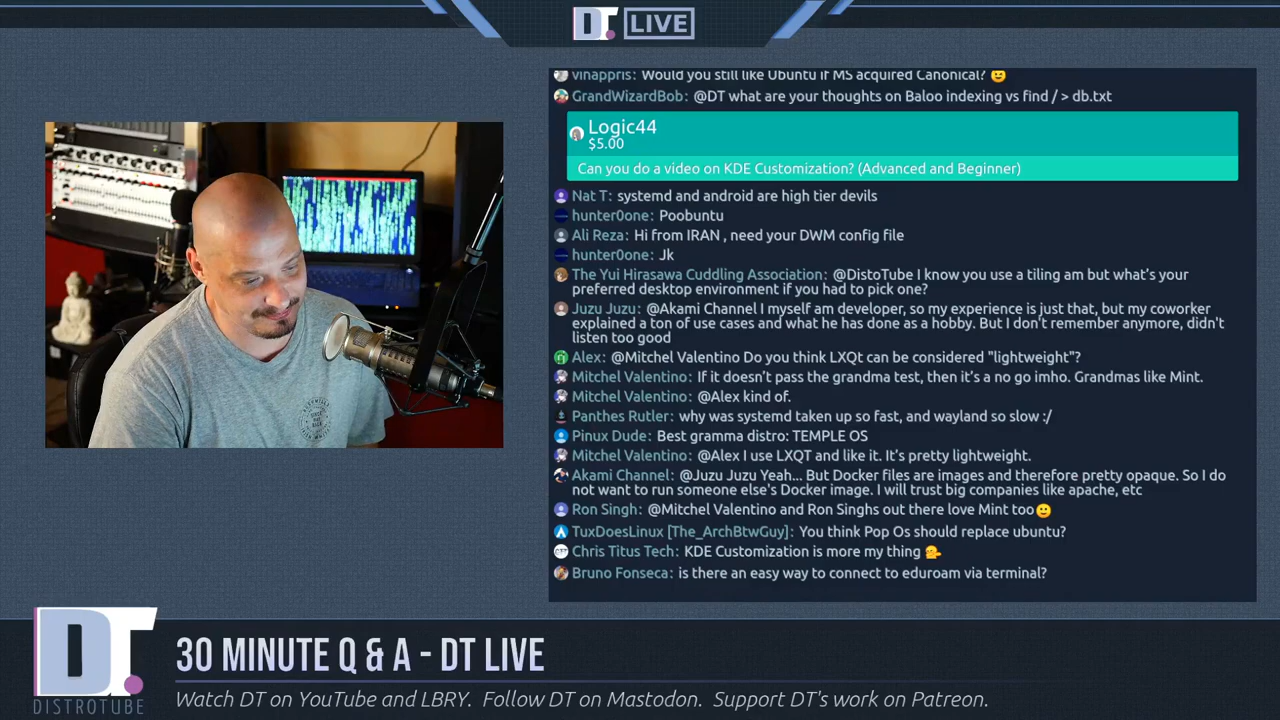 DT. LIVE
vinappris: Would you still like Ubuntu if MS acquired Canonical? 😉
GrandWizardBob: @DT what are your thoughts on Baloo indexing vs find / > db.txt
Logic44
$5.00
Can you do a video on KDE Customization? (Advanced and Beginner)
Nat T: systemd and android are high tier devils
hunter0one: Poobuntu
Ali Reza: Hi from IRAN , need your DWM config file
hunter0one: Jk
The Yui Hirasawa Cuddling Association: @DistoTube I know you use a tiling am but what's your
preferred desktop environment if you had to pick one?
Juzu Juzu: @Akami Channel I myself am developer, so my experience is just that, but my coworker
explained a ton of use cases and what he has done as a hobby. But I don't remember anymore, didn't
listen too good
Alex: @Mitchel Valentino Do you think LXQt can be considered "lightweight"?
Mitchel Valentino: If it doesn't pass the grandma test, then it's a no go imho. Grandmas like Mint.
Mitchel Valentino: @Alex kind of.
Panthes Rutler: why was systemd taken up so fast, and wayland so slow :/
Pinux Dude: Best gramma distro: TEMPLE OS
Mitchel Valentino: @Alex I use LXQT and like it. It's pretty lightweight.
Akami Channel: @Juzu Juzu Yeah... But Docker files are images and therefore pretty opaque. So I do
not want to run someone else's Docker image. I will trust big companies like apache, etc
Ron Singh: @Mitchel Valentino and Ron Singhs out there love Mint too🙂
TuxDoesLinux [The_ArchBtwGuy]: You think Pop Os should replace ubuntu?
Chris Titus Tech: KDE Customization is more my thing 🤔
Bruno Fonseca: is there an easy way to connect to eduroam via terminal?
DT.
DISTROTUBE
30 MINUTE Q & A - DT LIVE
Watch DT on YouTube and LBRY. Follow DT on Mastodon. Support DT's work on Patreon.